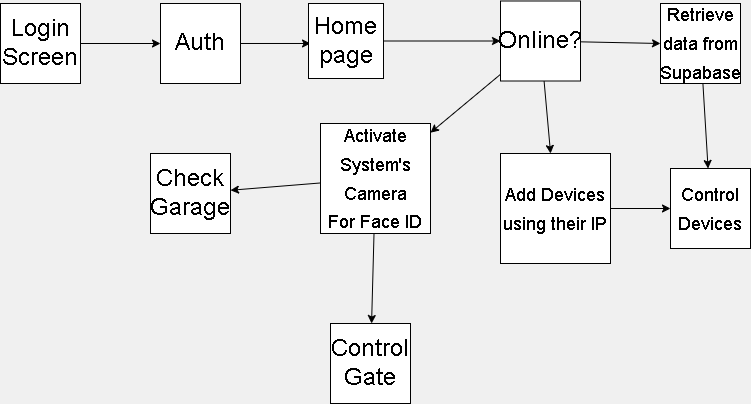 Login
Screen
Auth
Home
page
Online?
Retrieve
data from
Supabase
Activate
System's
Camera
For Face ID
Check
Garage
Add Devices
using their IP
Control
Devices
Control
Gate